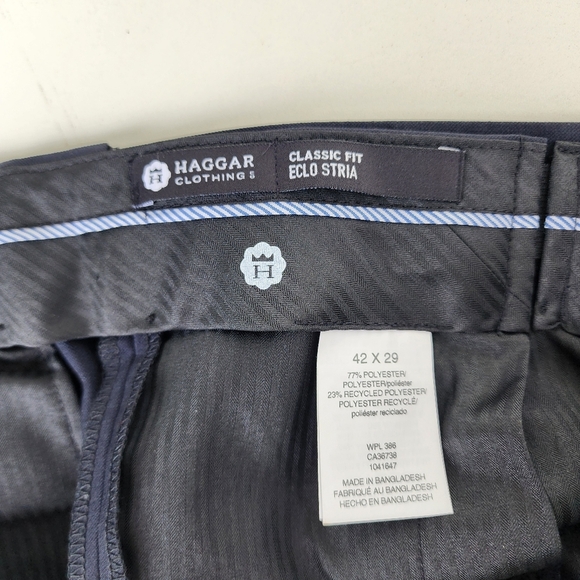 H
HAGGAR
CLOTHING
CLASSIC FIT
ECLO STRIA
H
42 X 29
77% POLYESTER/
POLYESTER/poliéster
23% RECYCLED POLYESTER/
POLYESTER RECYCLÉ/
poliéster reciclado
WPL 386
CA36738
1041647
MADE IN BANGLADESH
FABRIQUÉ AU BANGLADESH
HECHO EN BANGLADESH